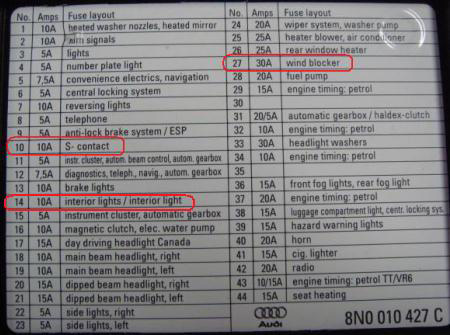 No Amps Fuse layout
1 10A heated washer nozzles, heated mirror
2 10A turn signals
3 5A lights
4 5A number plate light
5 7,5A convenience electrics, navigation
6 5A central locking system
7 10A reversing lights
8 5A telephone
9 5A anti-lock brake system / ESP
10 10A S- contact
11 5A instr. cluster, autom. beam control, autom. gearbox
12 7,5A diagnostics, teleph., navig., autom. gearbox
13 10A brake lights
14 10A interior lights / interior light
15 5A instrument cluster, automatic gearbox
16 10A magnetic clutch, elec. water pump
17 15A day driving headlight Canada
18 10A main beam headlight, right
19 10A main beam headlight, left
20 15A dipped beam headlight, right
21 15A dipped beam headlight, left
22 5A side lights, right
23 5A side lights, left
No Amps Fuse layout
24 20A wiper system, washer pump
25 25A heater blower, air conditioner
26 25A rear window heater
27 30A wind blocker
28 20A fuel pump
29 15A engine timing: petrol
30
31 20/5A automatic gearbox / haldex-clutch
32 10A engine timing: petrol
33 20A headlight washers
34 10A engine timing: petrol
35
36 15A front fog lights, rear fog light
37 20A engine timing: petrol
38 15A luggage compartment light, centr. locking sys.
39 15A hazard warning lights
40 20A horn
41 15A cig. lighter
42 20A radio
43 10/15A engine timing: petrol TT/VR6
44 15A seat heating
Audi 8N0 010 427 C